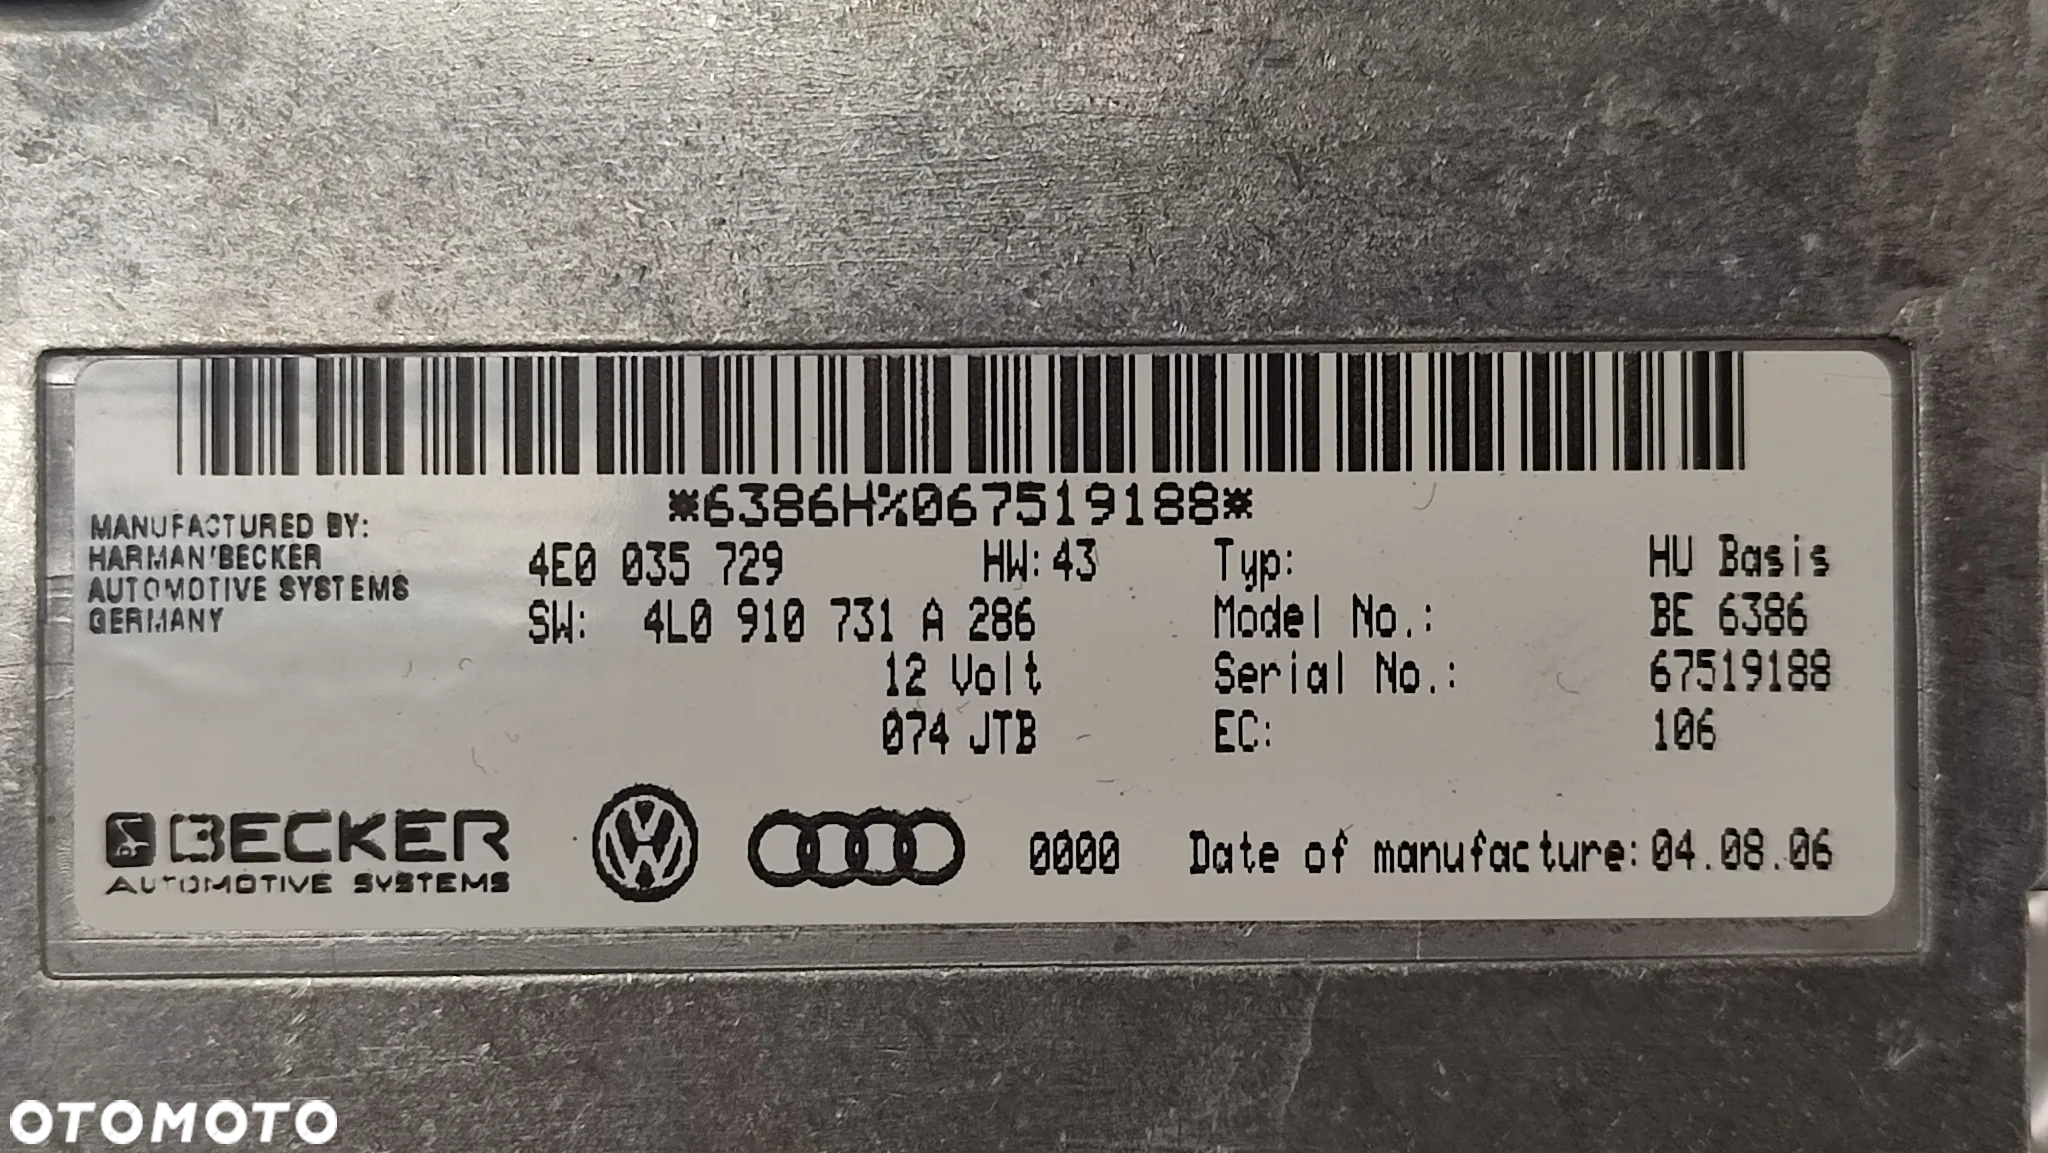 *6386H%067519188*
MANUFACTURED BY:
HARMAN/BECKER
AUTOMOTIVE SYSTEMS
GERMANY
4E0 035 729 HW:43
SW: 4L0 910 731 A 286
12 Volt
074 JTB
Typ: HU Basis
Model No.: BE 6386
Serial No.: 67519188
EC: 106
BECKER
AUTOMOTIVE SYSTEMS
0000 Date of manufacture:04.08.06
OTOMOTO